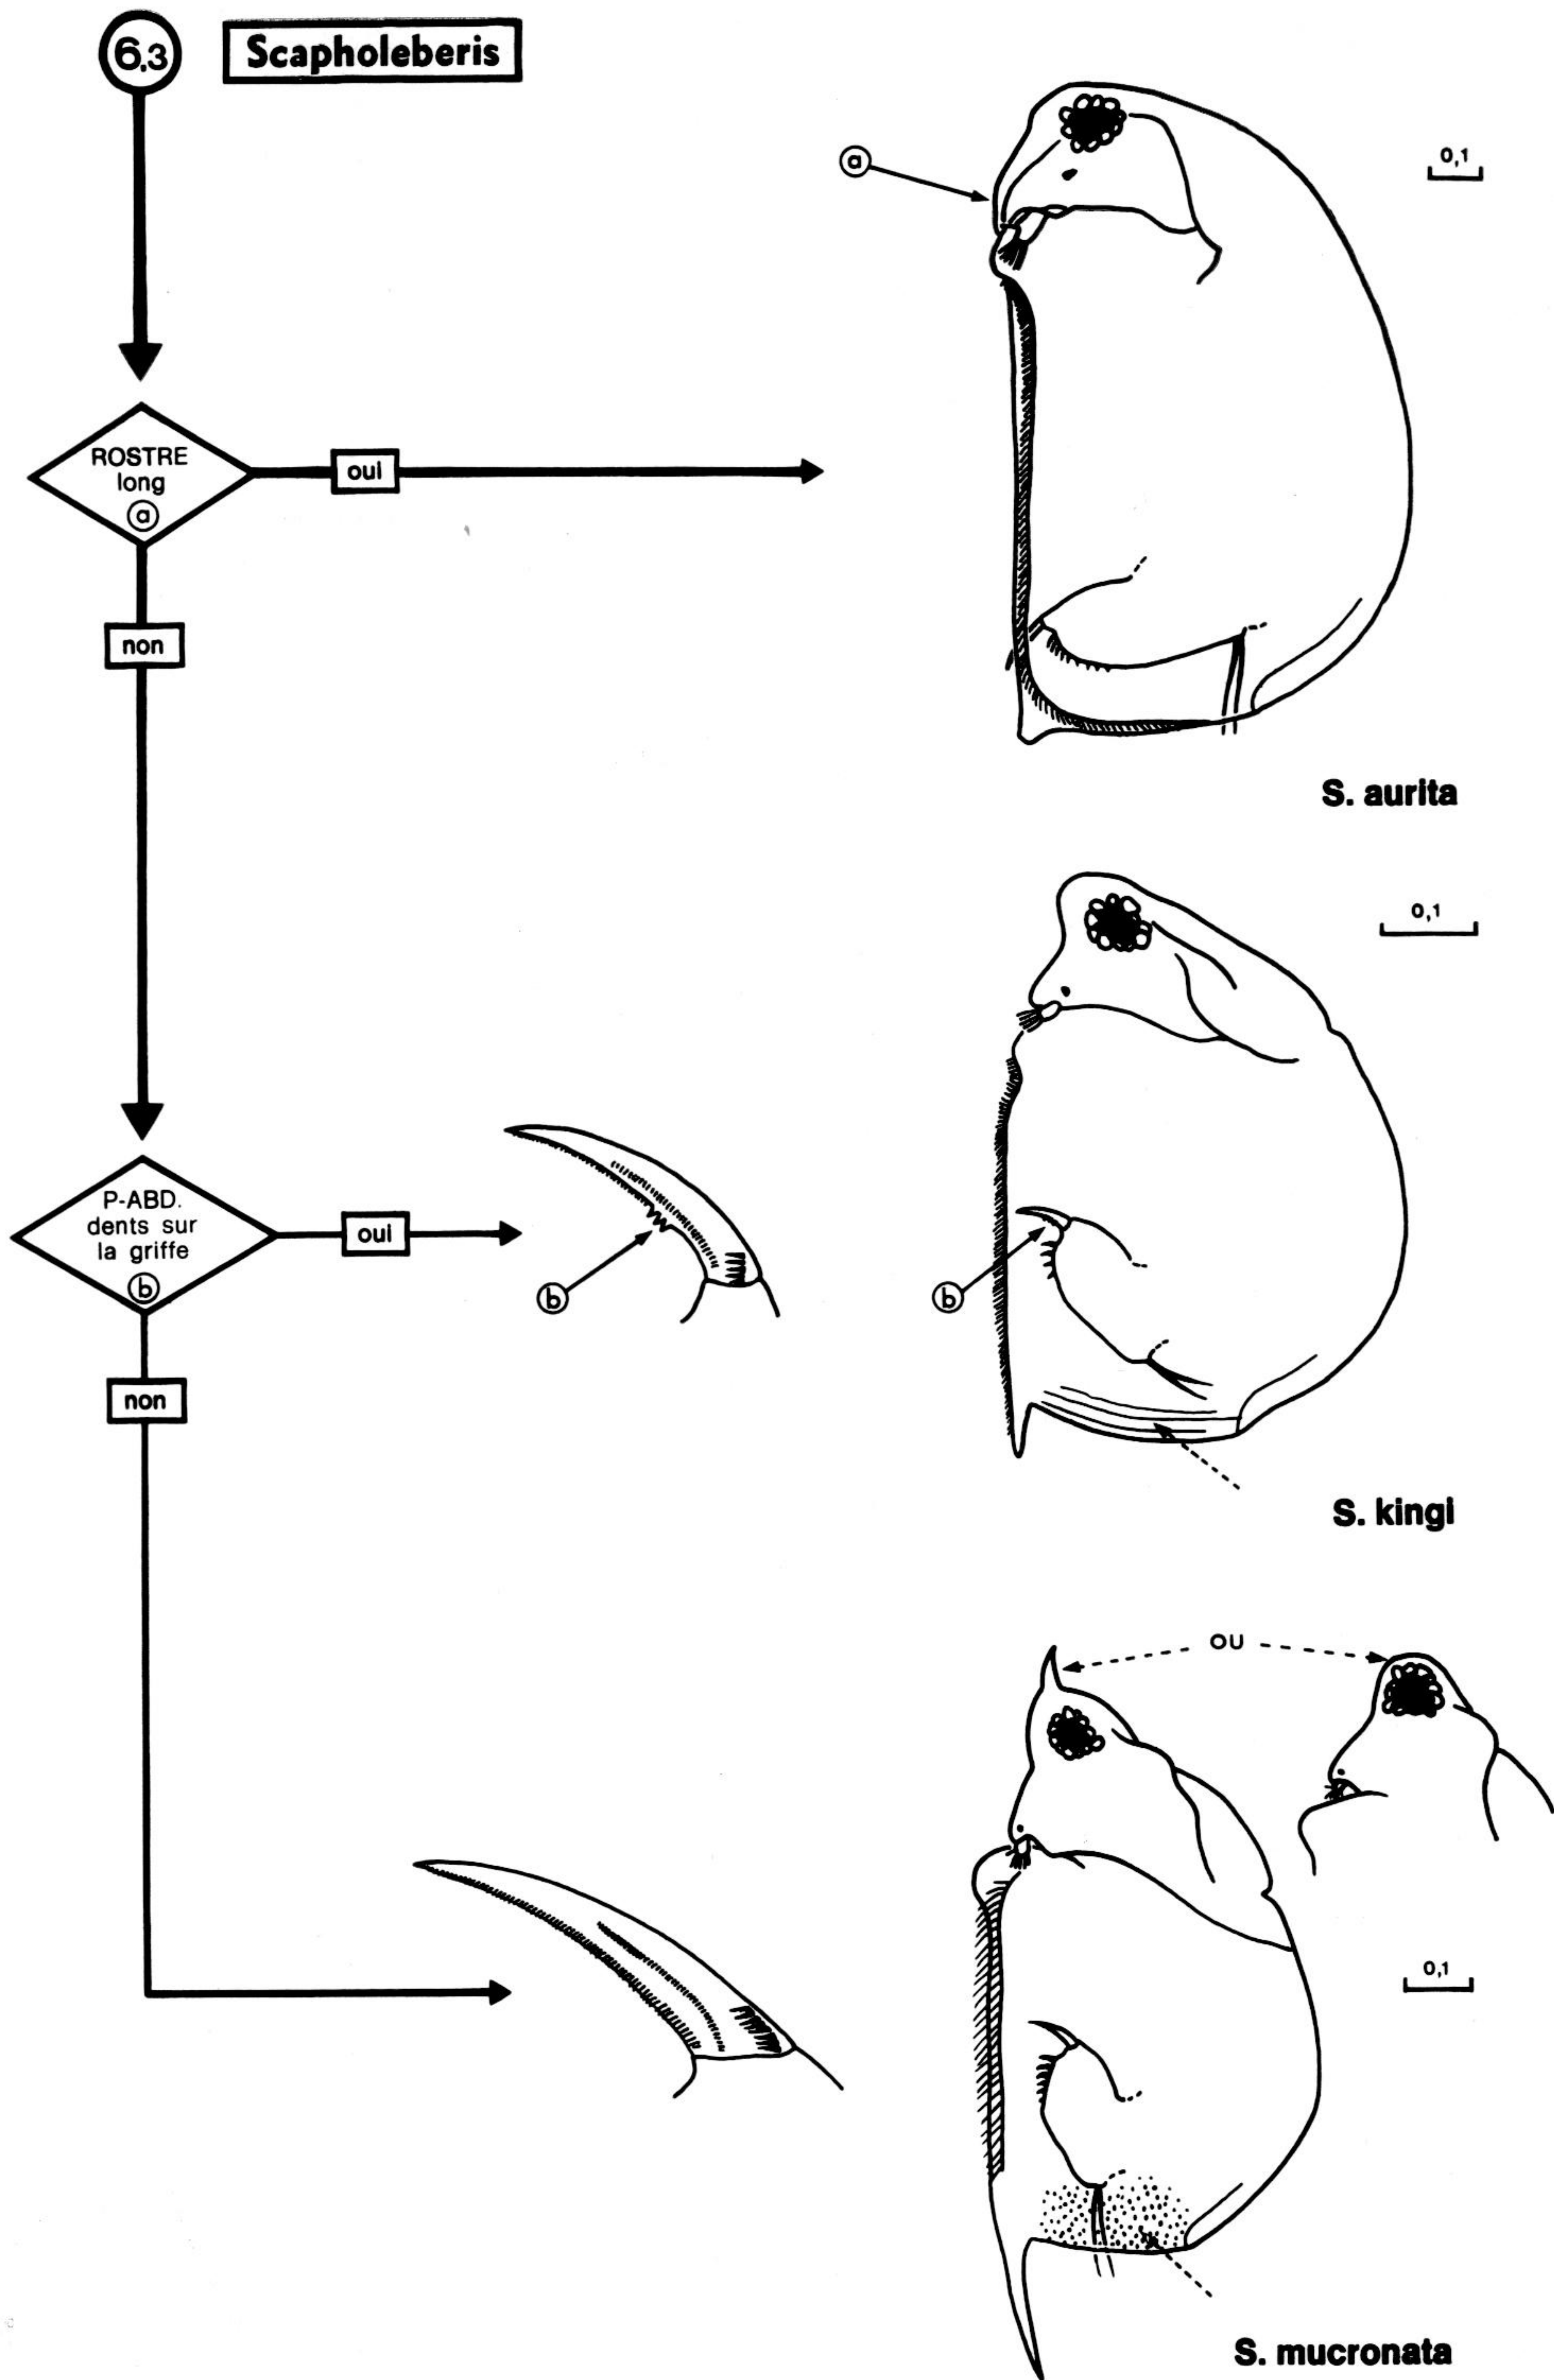 6.3 Scapholeberis
ⓐ
0,1
ROSTRE
long
ⓐ
oui
non
S. aurita
0,1
P-ABD.
dents sur
la griffe
ⓑ
oui
ⓑ
ⓑ
non
S. kingi
ou
0,1
S. mucronata